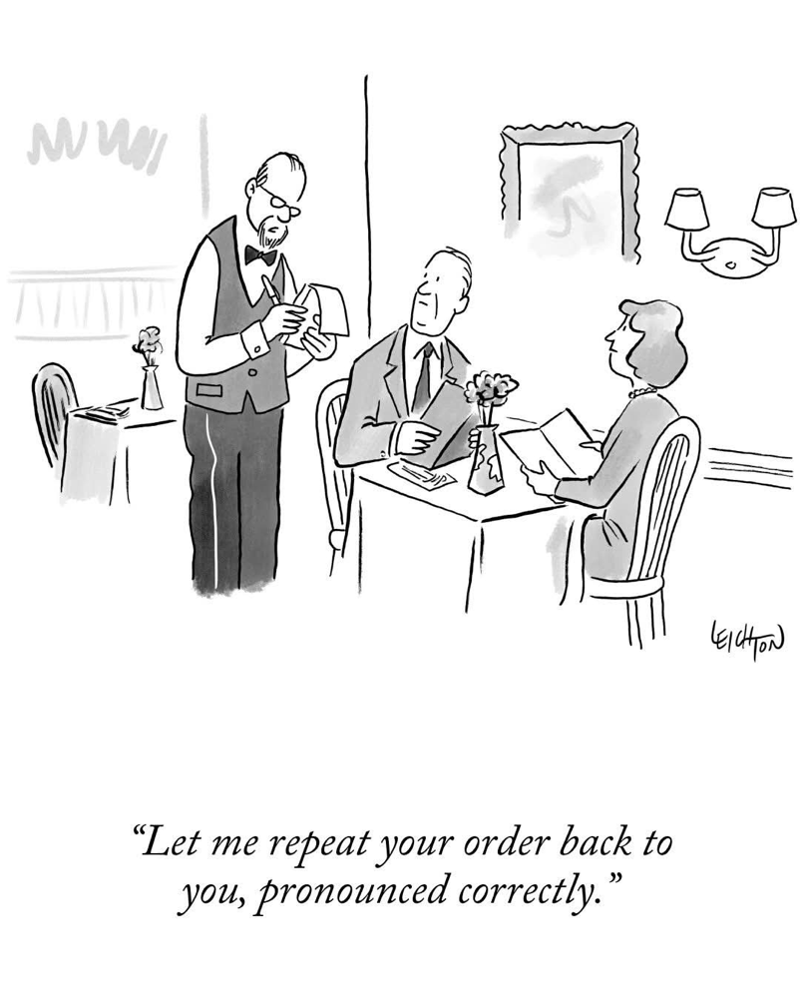 LEIGHTON
“Let me repeat your order back to
you, pronounced correctly.”